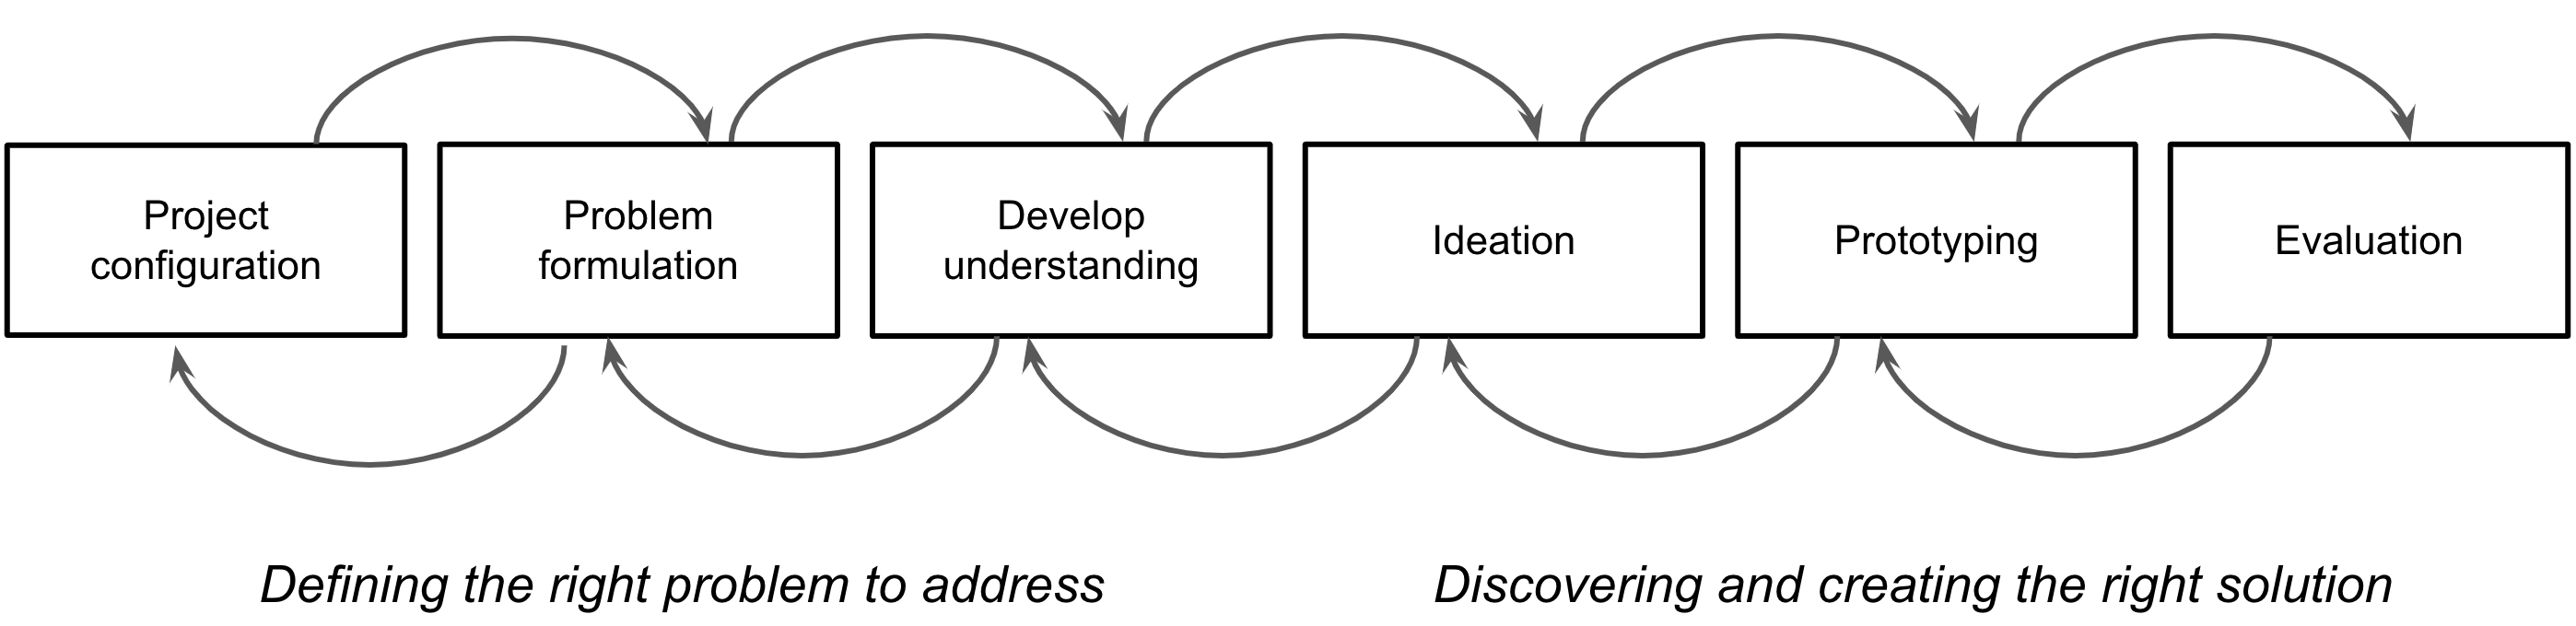 Project
configuration
Problem
formulation
Develop
understanding
Ideation
Prototyping
Evaluation
Defining the right problem to address
Discovering and creating the right solution